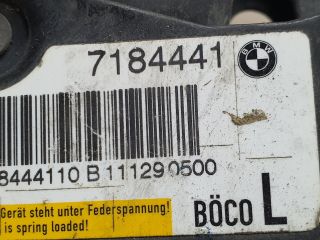 7184441
BMW
8444110 B 111290500
Gerät steht unter Federspannung!
is spring loaded!
BÖCO L